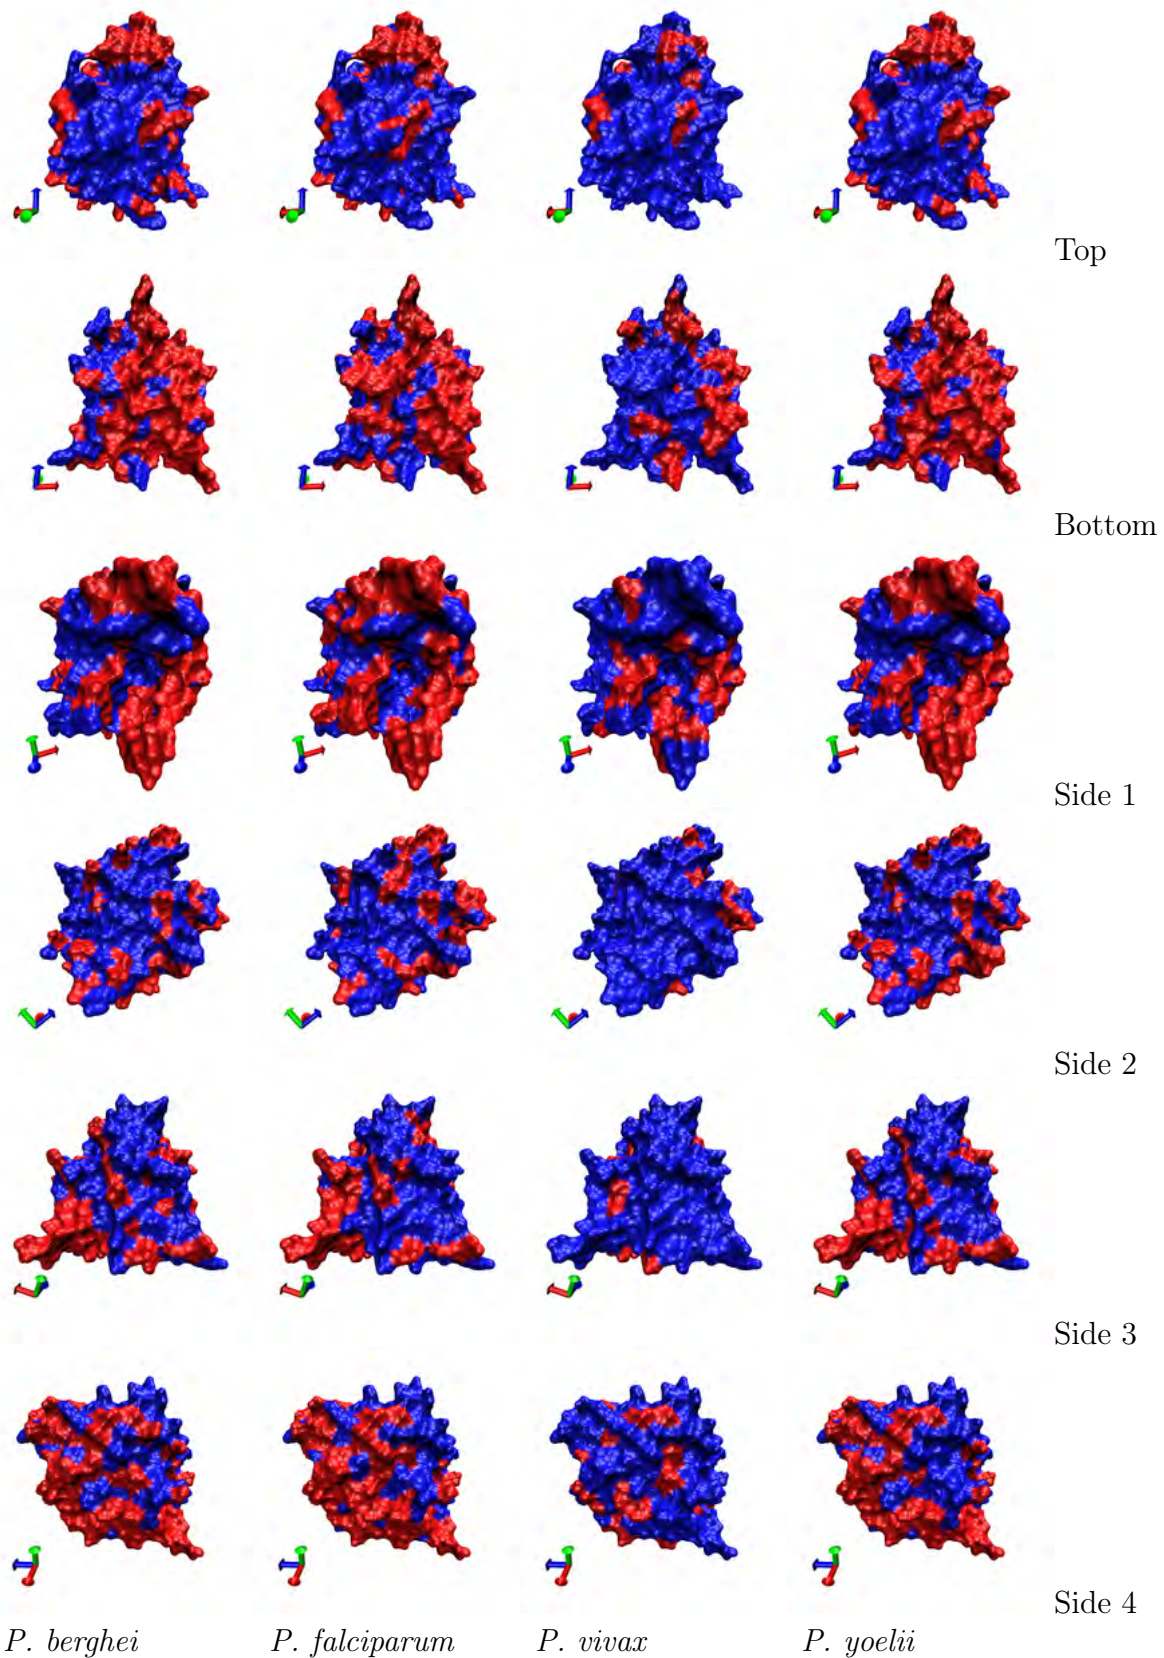 Top
Bottom
Side 1
Side 2
Side 3
Side 4
P. berghei P. falciparum P. vivax P. yoelii